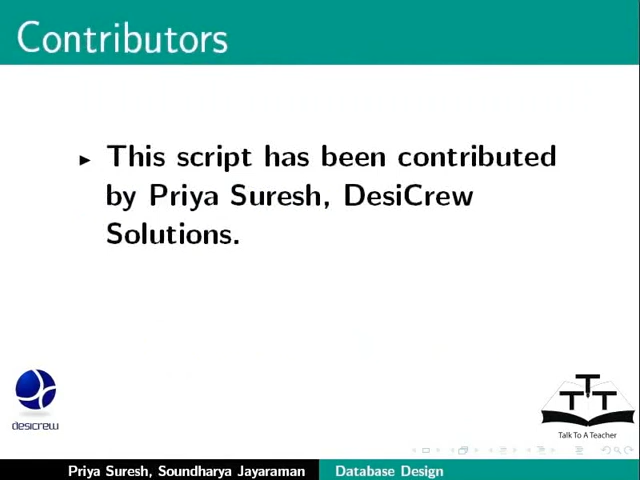 Contributors
This script has been contributed
by Priya Suresh, DesiCrew
Solutions.
desicrew
T T T
Talk To A Teacher
Priya Suresh, Soundharya Jayaraman Database Design